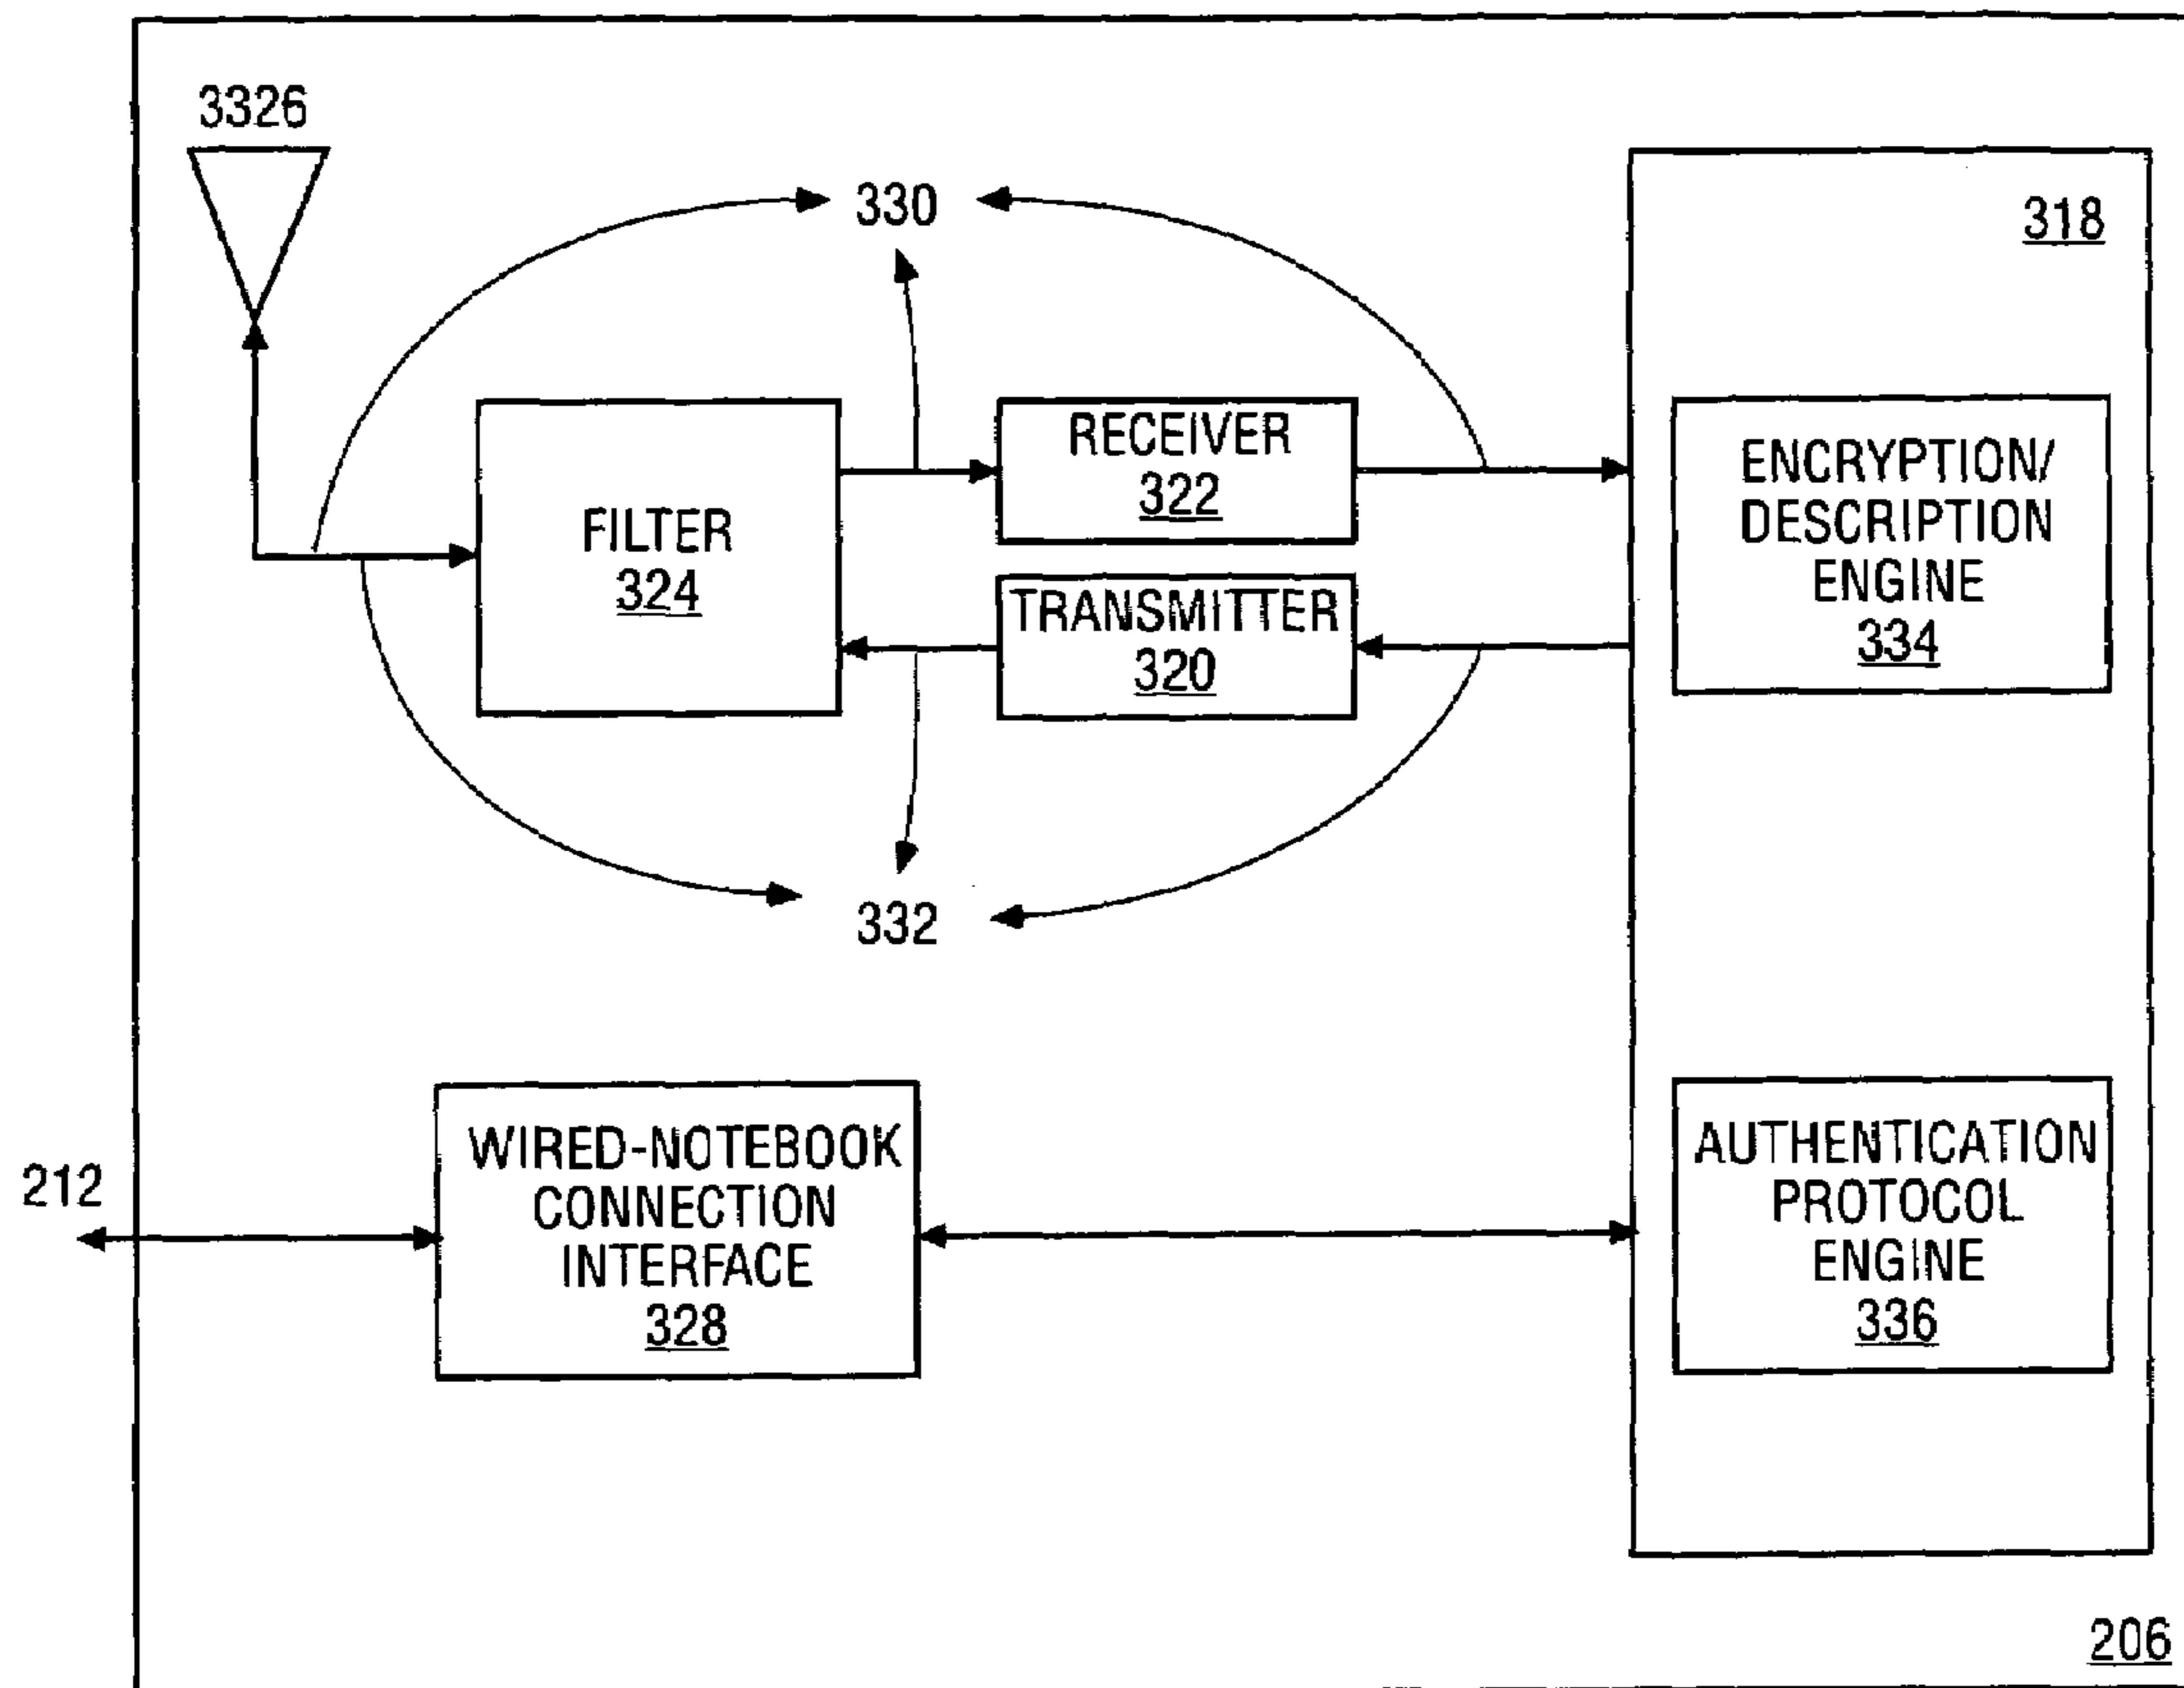 3326
330
318
RECEIVER
322
ENCRYPTION/
DESCRIPTION
ENGINE
334
FILTER
324
TRANSMITTER
320
332
WIRED-NOTEBOOK
CONNECTION
INTERFACE
328
212
AUTHENTICATION
PROTOCOL
ENGINE
336
206